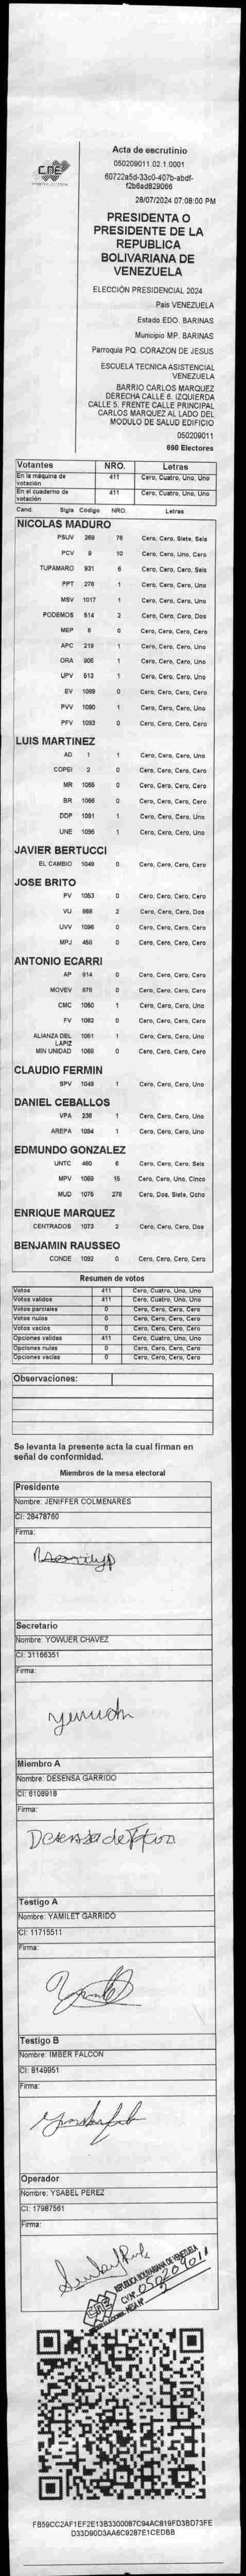 CNE
Acta de escrutinio
050209011.02.1.0001
60722a5d-33c0-407b-abdf-
f2b6ad829066
28/07/2024 07:08:00 PM
PRESIDENTA O
PRESIDENTE DE LA
REPUBLICA
BOLIVARIANA DE
VENEZUELA
ELECCIÓN PRESIDENCIAL 2024
Pais VENEZUELA
Estado EDO. BARINAS
Municipio MP. BARINAS
Parroquia PQ. CORAZON DE JESUS
ESCUELA TECNICA ASISTENCIAL
VENEZUELA
BARRIO CARLOS MARQUEZ
DERECHA CALLE 6. IZQUIERDA
CALLE 5. FRENTE CALLE PRINCIPAL
CARLOS MARQUEZ AL LADO DEL
MODULO DE SALUD EDIFICIO
050209011
690 Electores
Votantes NRO. Letras
En la máquina de votación 411 Cero, Cuatro, Uno, Uno
En el cuaderno de votación 411 Cero, Cuatro, Uno, Uno
Cand. Sigla Código NRO. Letras
NICOLAS MADURO
PSUV 269 76 Cero, Cero, Siete, Seis
PCV 9 10 Cero, Cero, Uno, Cero
TUPAMARO 931 6 Cero, Cero, Cero, Seis
PPT 276 1 Cero, Cero, Cero, Uno
MSV 1017 1 Cero, Cero, Cero, Uno
PODEMOS 514 2 Cero, Cero, Cero, Dos
MEP 6 0 Cero, Cero, Cero, Cero
APC 219 1 Cero, Cero, Cero, Uno
ORA 906 1 Cero, Cero, Cero, Uno
UPV 513 1 Cero, Cero, Cero, Uno
EV 1089 0 Cero, Cero, Cero, Cero
PVV 1090 1 Cero, Cero, Cero, Uno
PFV 1093 0 Cero, Cero, Cero, Cero
LUIS MARTINEZ
AD 1 1 Cero, Cero, Cero, Uno
COPEI 2 0 Cero, Cero, Cero, Cero
MR 1065 0 Cero, Cero, Cero, Cero
BR 1066 0 Cero, Cero, Cero, Cero
DDP 1091 1 Cero, Cero, Cero, Uno
UNE 1095 1 Cero, Cero, Cero, Uno
JAVIER BERTUCCI
EL CAMBIO 1048 0 Cero, Cero, Cero, Cero
JOSE BRITO
PV 1053 0 Cero, Cero, Cero, Cero
VU 968 2 Cero, Cero, Cero, Dos
UVV 1096 0 Cero, Cero, Cero, Cero
MPJ 459 0 Cero, Cero, Cero, Cero
ANTONIO ECARRI
AP 914 0 Cero, Cero, Cero, Cero
MOVEV 979 0 Cero, Cero, Cero, Cero
CMC 1050 1 Cero, Cero, Cero, Uno
FV 1062 0 Cero, Cero, Cero, Cero
ALIANZA DEL LAPIZ 1051 1 Cero, Cero, Cero, Uno
MIN UNIDAD 1069 0 Cero, Cero, Cero, Cero
CLAUDIO FERMIN
SPV 1049 1 Cero, Cero, Cero, Uno
DANIEL CEBALLOS
VPA 238 1 Cero, Cero, Cero, Uno
AREPA 1094 1 Cero, Cero, Cero, Uno
EDMUNDO GONZALEZ
UNTC 480 6 Cero, Cero, Cero, Seis
MPV 1069 15 Cero, Cero, Uno, Cinco
MUD 1075 278 Cero, Dos, Siete, Ocho
ENRIQUE MARQUEZ
CENTRADOS 1073 2 Cero, Cero, Cero, Dos
BENJAMIN RAUSSEO
CONDE 1092 0 Cero, Cero, Cero, Cero
Resumen de votos
Votos 411 Cero, Cuatro, Uno, Uno
Votos validos 411 Cero, Cuatro, Uno, Uno
Votos parciales 0 Cero, Cero, Cero, Cero
Votos nulos 0 Cero, Cero, Cero, Cero
Votos vacios 0 Cero, Cero, Cero, Cero
Opciones validas 411 Cero, Cuatro, Uno, Uno
Opciones nulas 0 Cero, Cero, Cero, Cero
Opciones vacias 0 Cero, Cero, Cero, Cero
Observaciones:
Se levanta la presente acta la cual firman en
señal de conformidad.
Miembros de la mesa electoral
Presidente
Nombre: JENIFFER COLMENARES
CI: 28478760
Firma:
Secretario
Nombre: YOWUER CHAVEZ
CI: 31166351
Firma:
Miembro A
Nombre: DESENSA GARRIDO
CI: 6108916
Firma:
Testigo A
Nombre: YAMILET GARRIDO
CI: 11715511
Firma:
Testigo B
Nombre: IMBER FALCON
CI: 8149951
Firma:
Operador
Nombre: YSABEL PEREZ
CI: 17987561
Firma:
REPUBLICA BOLIVARIANA DE VENEZUELA
CNE
CVNº 050209011
MESA Nº 2
FB59CC2AF1EF2E13B3300087C94AC819FD3BD73FE
D33D90D3AA6C9287E1CEDBB